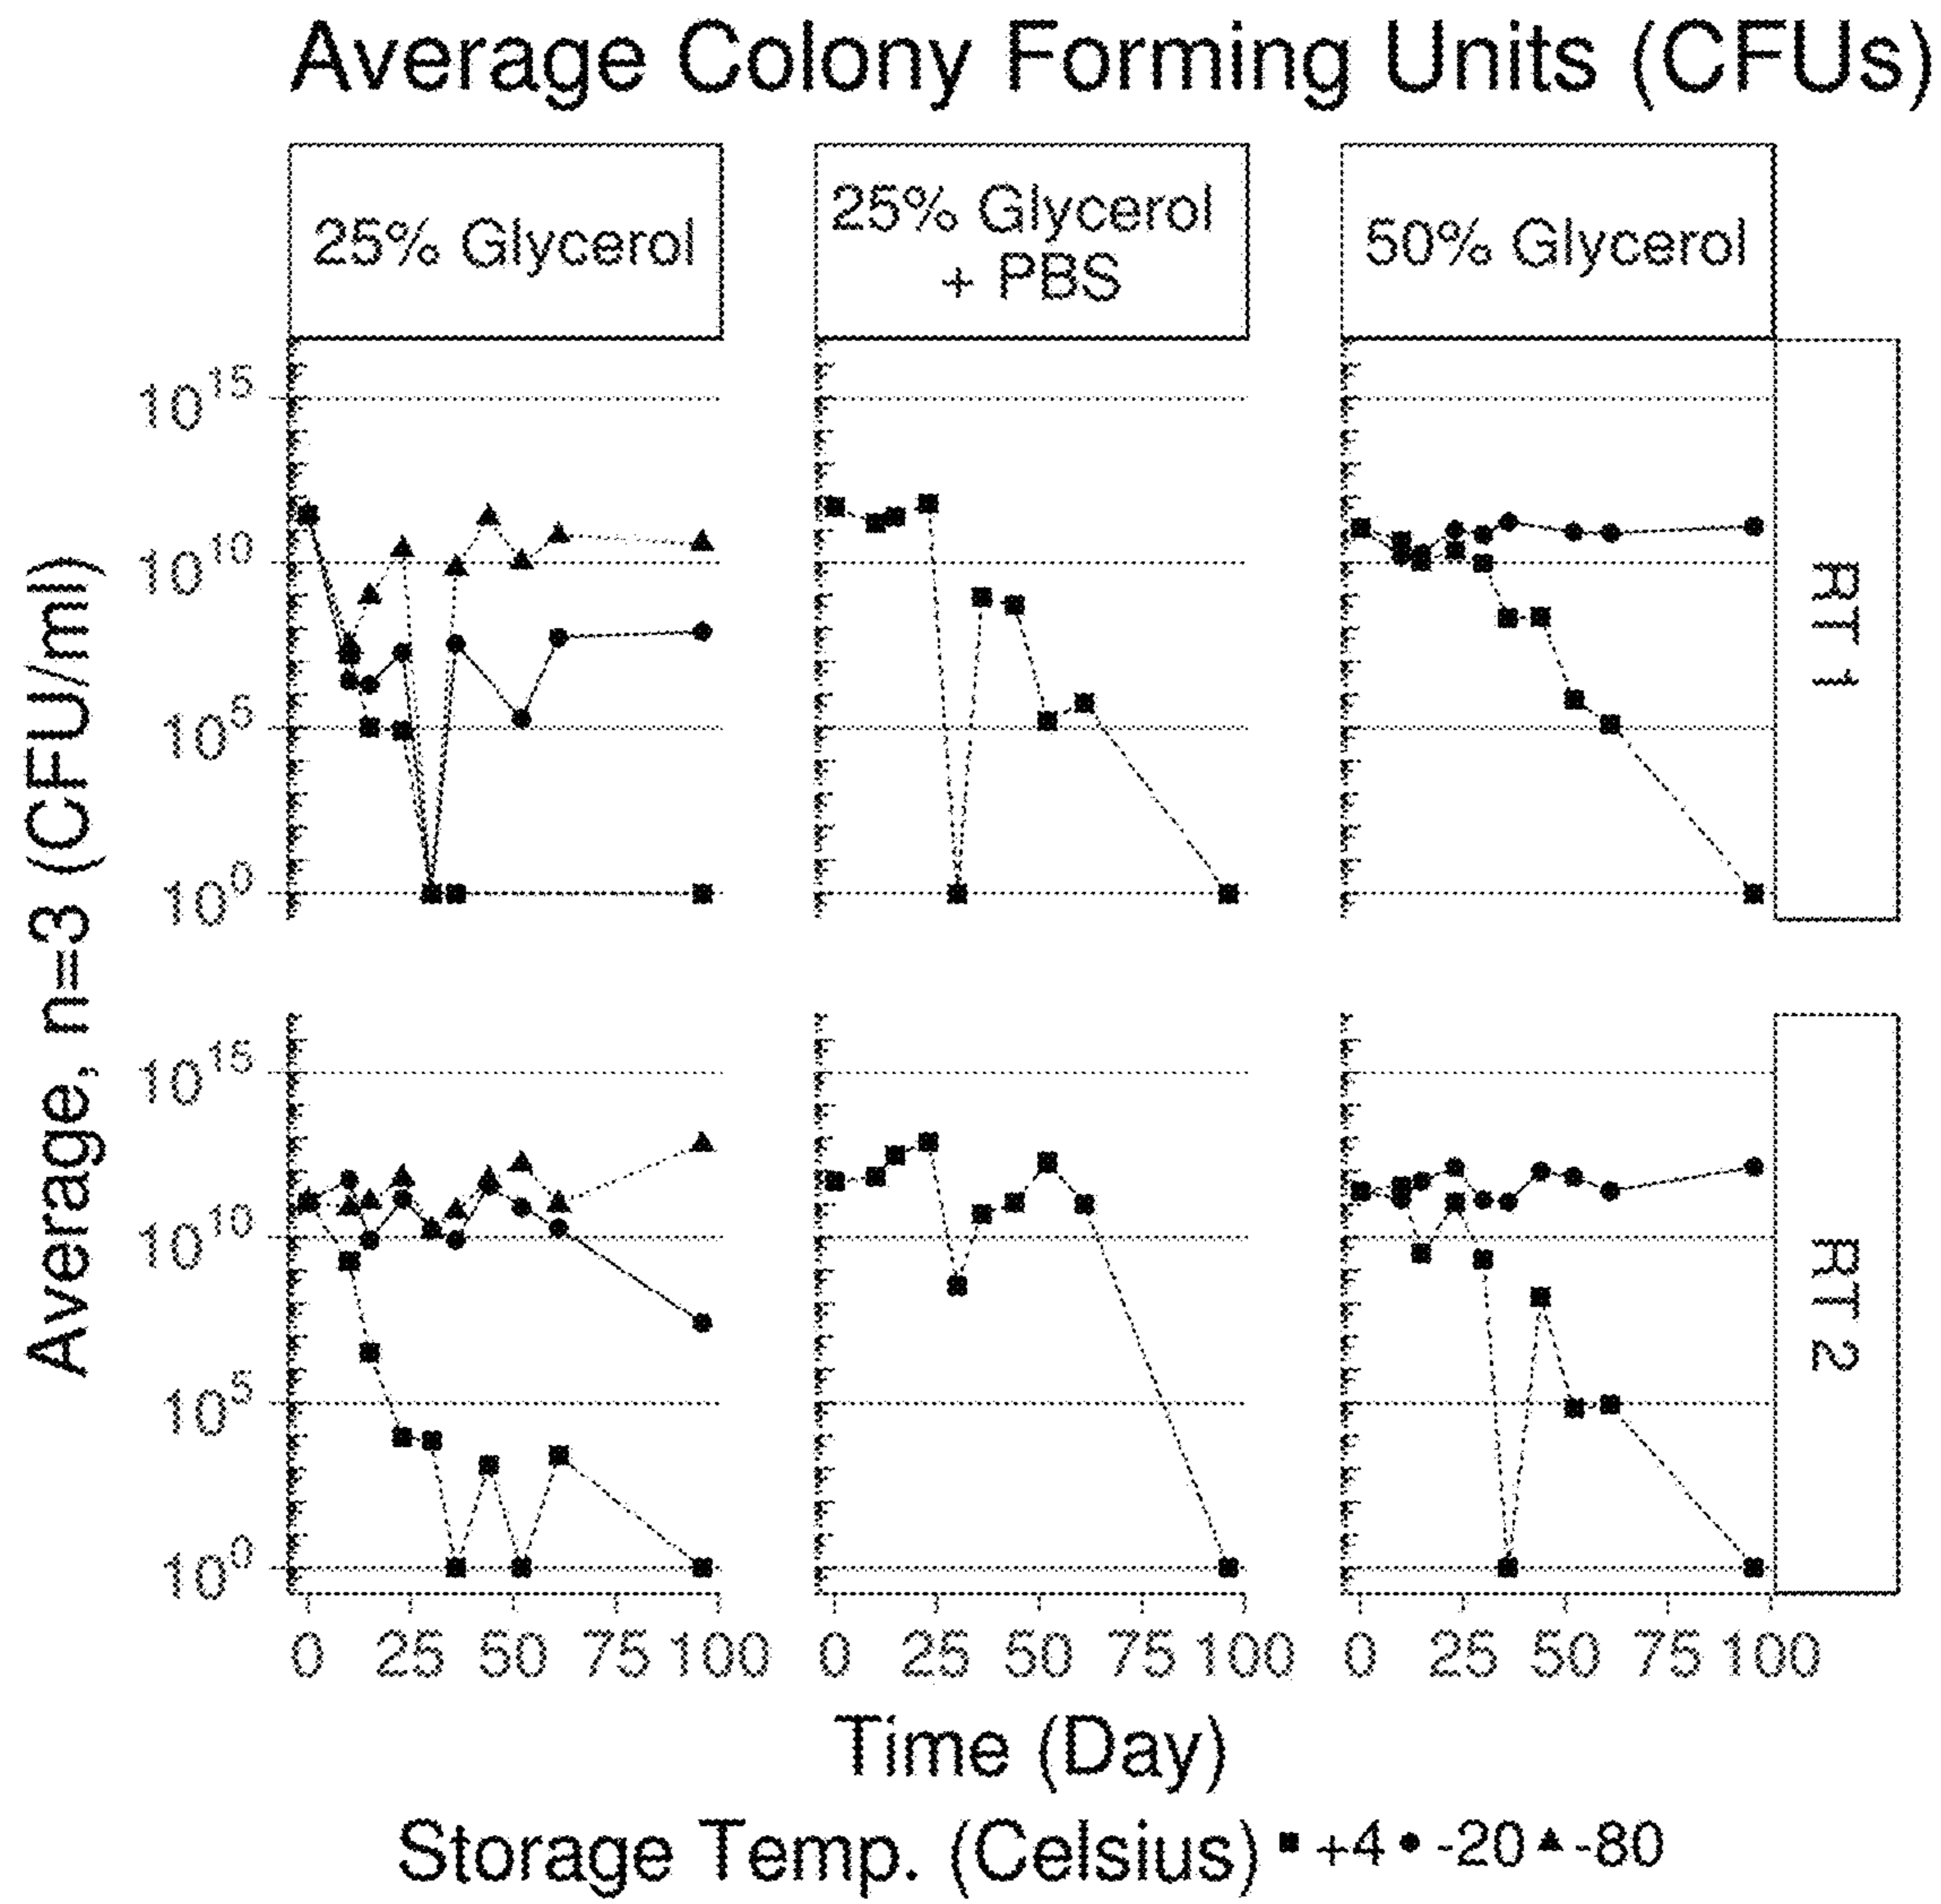 Average Colony Forming Units (CFUs)
25% Glycerol
25% Glycerol
+ PBS
50% Glycerol
Average, n=3 (CFU/ml)
10^15
10^10
10^5
10^0
RT 1
10^15
10^10
10^5
10^0
RT 2
0 25 50 75 100
0 25 50 75 100
0 25 50 75 100
Time (Day)
Storage Temp. (Celsius) +4 -20 -80